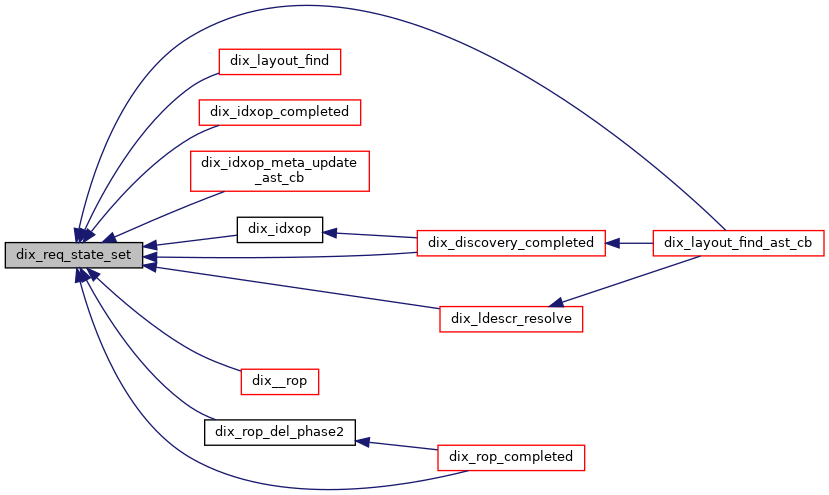 dix_layout_find
dix_idxop_completed
dix_idxop_meta_update
_ast_cb
dix_idxop
dix_discovery_completed
dix_layout_find_ast_cb
dix_req_state_set
dix_ldescr_resolve
dix__rop
dix_rop_del_phase2
dix_rop_completed